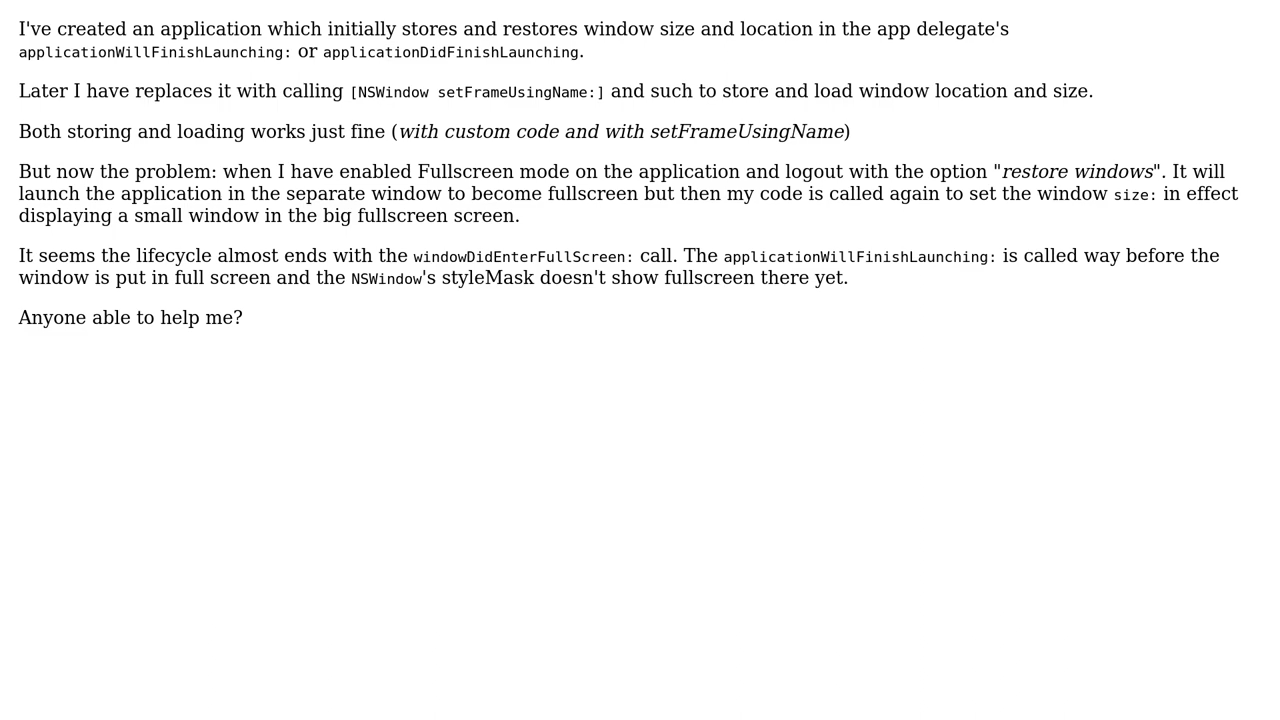 I've created an application which initially stores and restores window size and location in the app delegate's
applicationWillFinishLaunching: or applicationDidFinishLaunching.
Later I have replaces it with calling [NSWindow setFrameUsingName:] and such to store and load window location and size.
Both storing and loading works just fine (with custom code and with setFrameUsingName)
But now the problem: when I have enabled Fullscreen mode on the application and logout with the option "restore windows". It will
launch the application in the separate window to become fullscreen but then my code is called again to set the window size: in effect
displaying a small window in the big fullscreen screen.
It seems the lifecycle almost ends with the windowDidEnterFullScreen: call. The applicationWillFinishLaunching: is called way before the
window is put in full screen and the NSWindow's styleMask doesn't show fullscreen there yet.
Anyone able to help me?